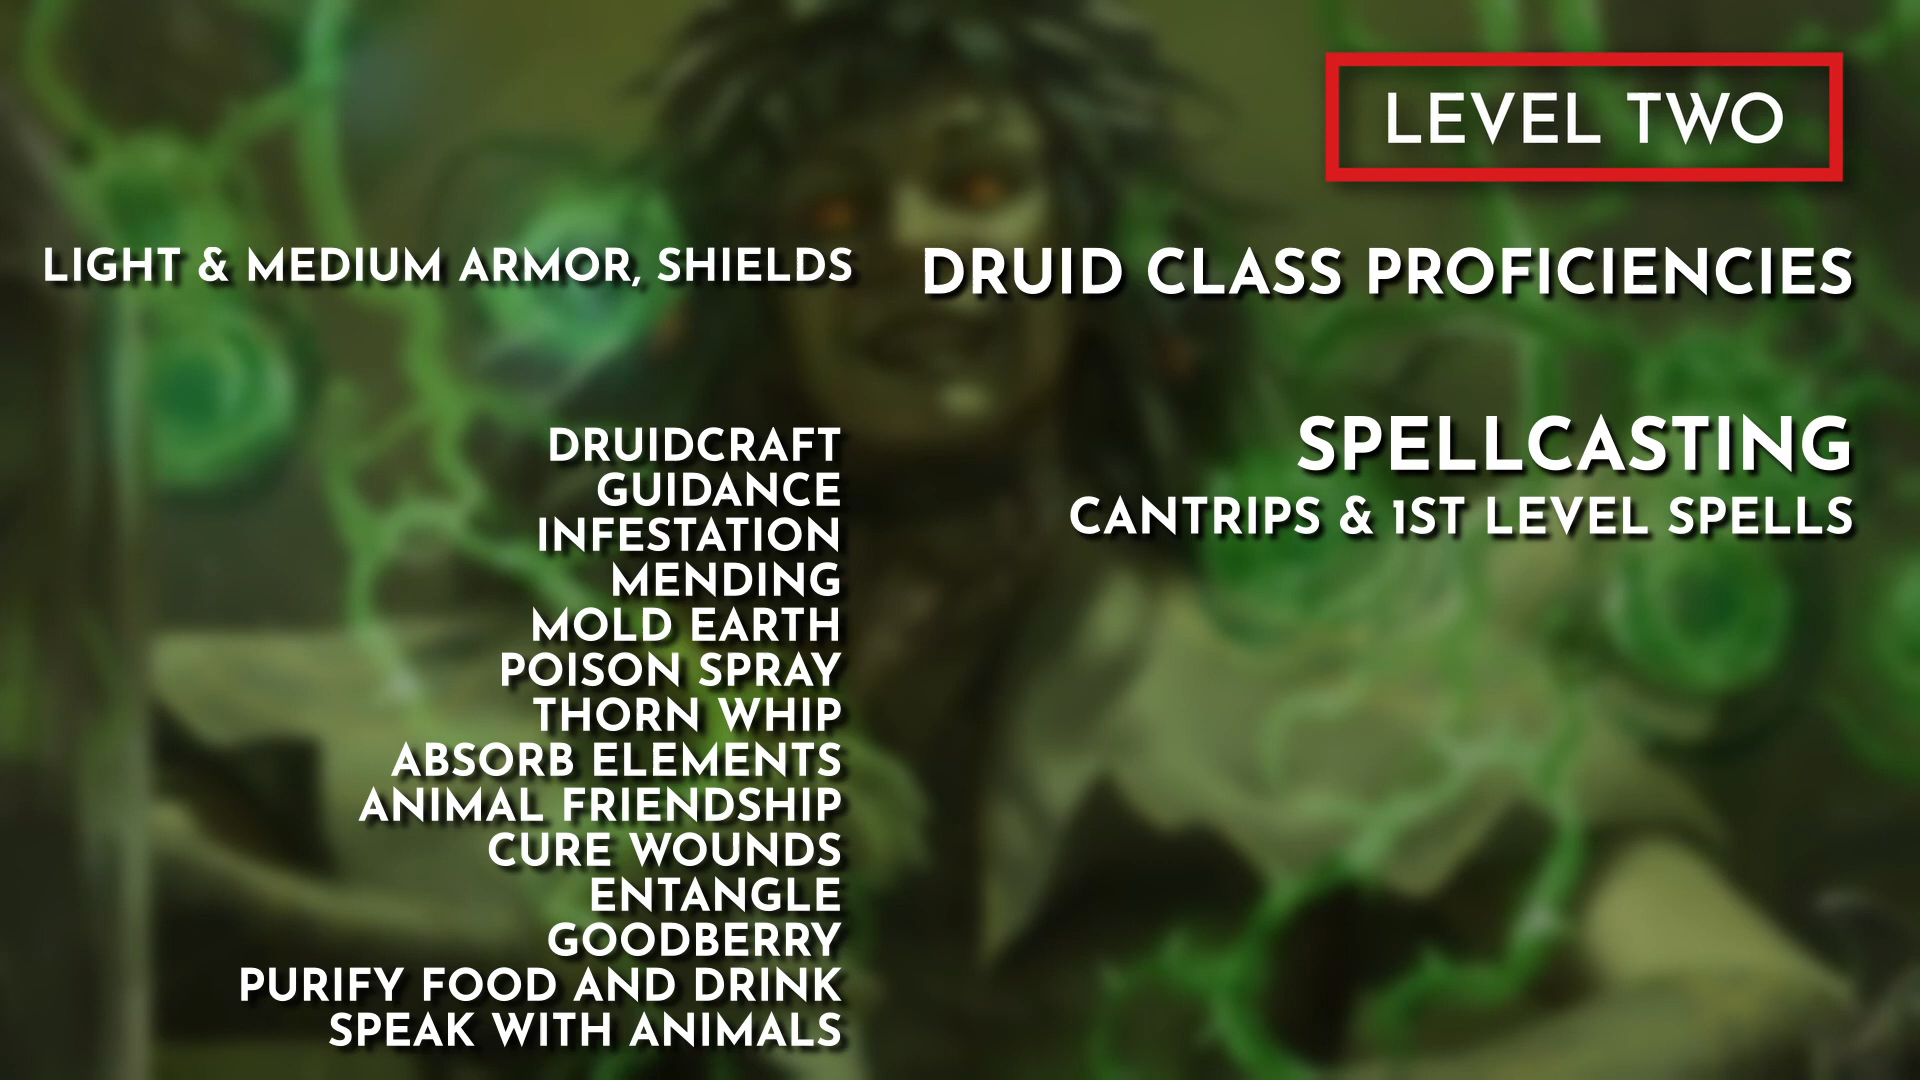 LEVEL TWO
LIGHT & MEDIUM ARMOR, SHIELDS
DRUID CLASS PROFICIENCIES
SPELLCASTING
CANTRIPS & 1ST LEVEL SPELLS
DRUIDCRAFT
GUIDANCE
INFESTATION
MENDING
MOLD EARTH
POISON SPRAY
THORN WHIP
ABSORB ELEMENTS
ANIMAL FRIENDSHIP
CURE WOUNDS
ENTANGLE
GOODBERRY
PURIFY FOOD AND DRINK
SPEAK WITH ANIMALS